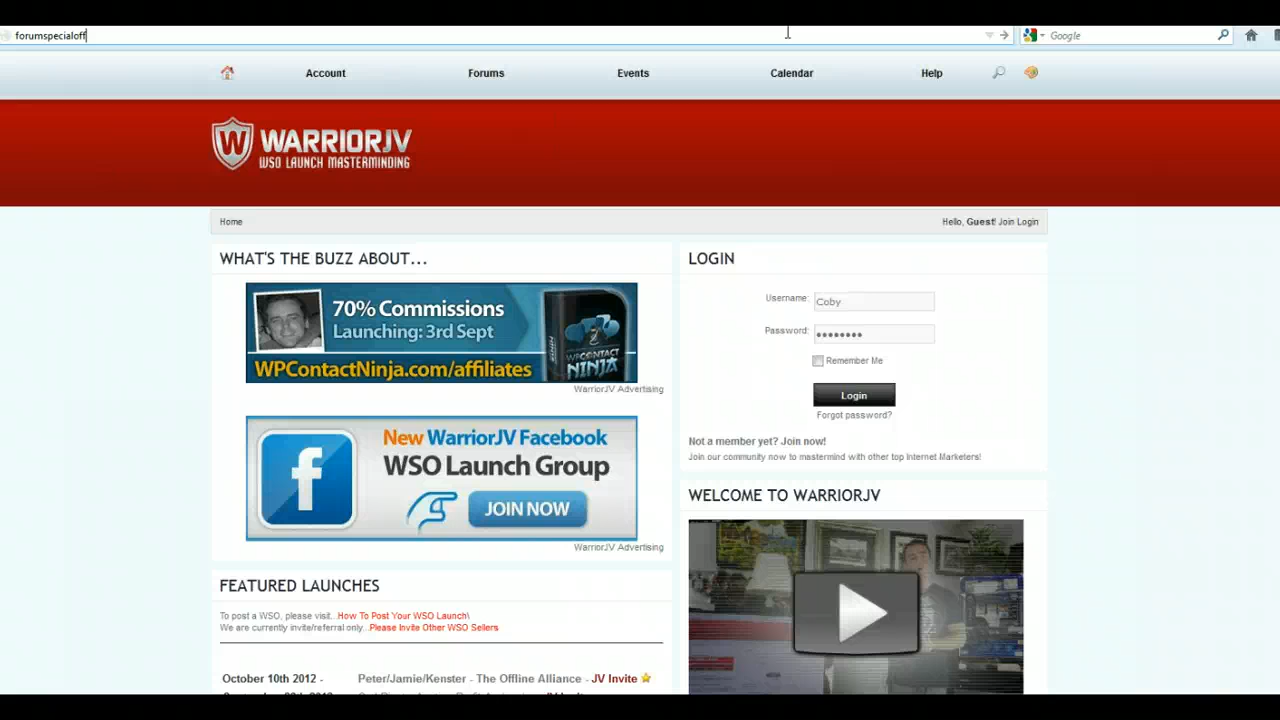 forumspecialoff
Google
Account Forums Events Calendar Help
W WARRIORJV
WSO LAUNCH MASTERMINDING
Home
Hello, Guest! Join Login
WHAT'S THE BUZZ ABOUT...
70% Commissions
Launching: 3rd Sept
WPContactNinja.com/affiliates
WPCONTACT
NINJA
WarriorJV Advertising
New WarriorJV Facebook
WSO Launch Group
JOIN NOW
WarriorJV Advertising
FEATURED LAUNCHES
To post a WSO, please visit...How To Post Your WSO Launch\
We are currently invite/referral only...Please Invite Other WSO Sellers
October 10th 2012 - Peter/Jamie/Kenster - The Offline Alliance - JV Invite
LOGIN
Username: Coby
Password: ••••••••
Remember Me
Login
Forgot password?
Not a member yet? Join now!
Join our community now to mastermind with other top Internet Marketers!
WELCOME TO WARRIORJV